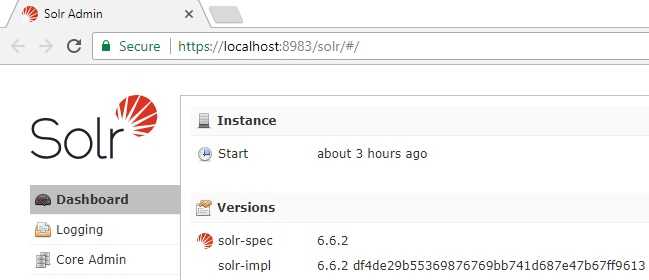 Solr Admin
Secure https://localhost:8983/solr/#/
Solr
Instance
Start about 3 hours ago
Dashboard
Versions
Logging
solr-spec 6.6.2
Core Admin
solr-impl 6.6.2 df4de29b55369876769bb741d687e47b67ff9613